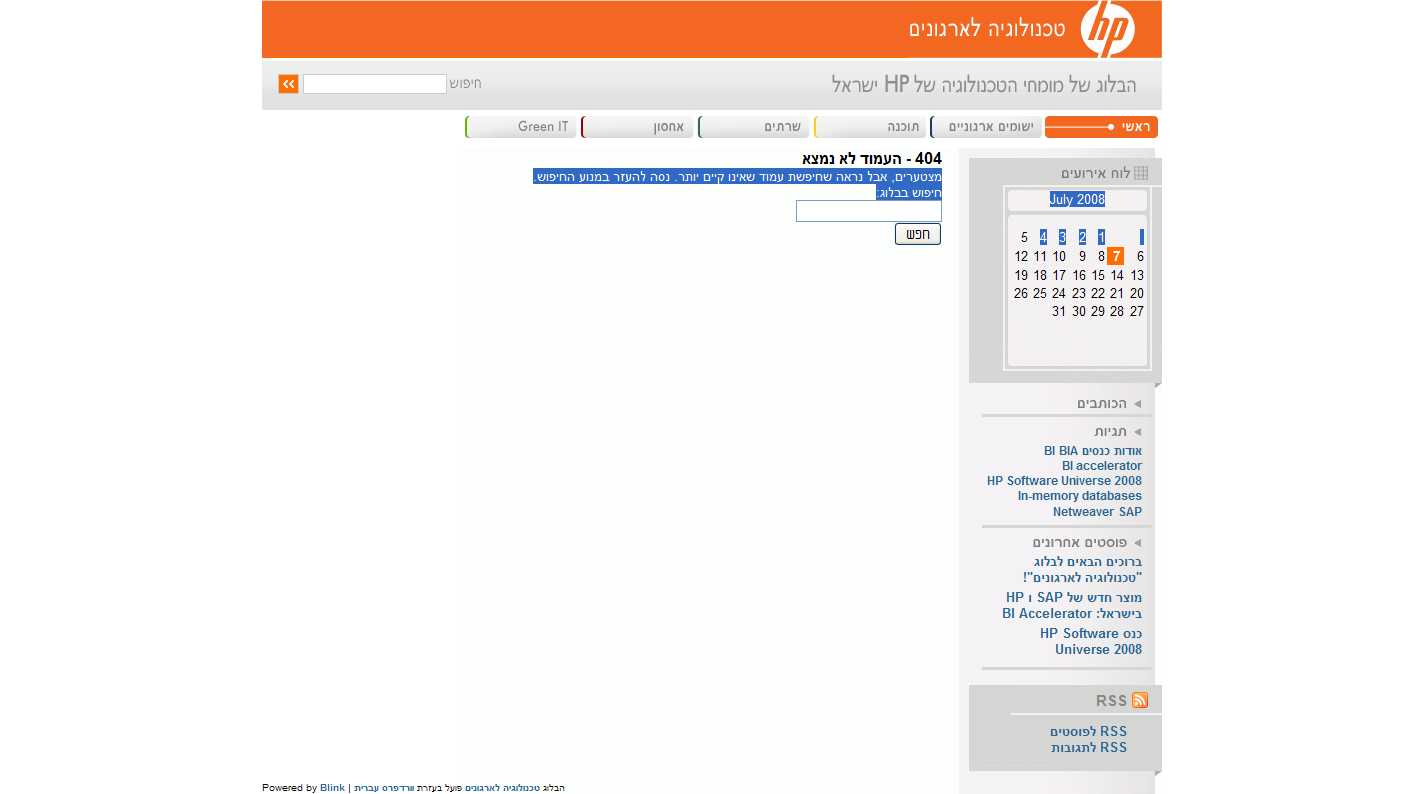 hp
טכנולוגיה לארגונים
הבלוג של מומחי הטכנולוגיה של HP ישראל
חיפוש
ראשי
ישומים ארגוניים
תוכנה
שרתים
אחסון
Green IT
לוח אירועים
July 2008
1 2 3 4 5
6 7 8 9 10 11 12
13 14 15 16 17 18 19
20 21 22 23 24 25 26
27 28 29 30 31
הכותבים
תגיות
אודות כנסים BI BIA
BI accelerator
HP Software Universe 2008
In-memory databases
Netweaver SAP
פוסטים אחרונים
ברוכים הבאים לבלוג
"טכנולוגיה לארגונים"!
מוצר חדש של SAP ו HP
בישראל: BI Accelerator
כנס HP Software
Universe 2008
RSS
RSS לפוסטים
RSS לתגובות
404 - העמוד לא נמצא
מצטערים, אבל נראה שחיפשת עמוד שאינו קיים יותר. נסה להעזר במנוע החיפוש.
חיפוש בבלוג:
חפש
הבלוג טכנולוגיה לארגונים פועל בעזרת וורדפרס עברית | Powered by Blink